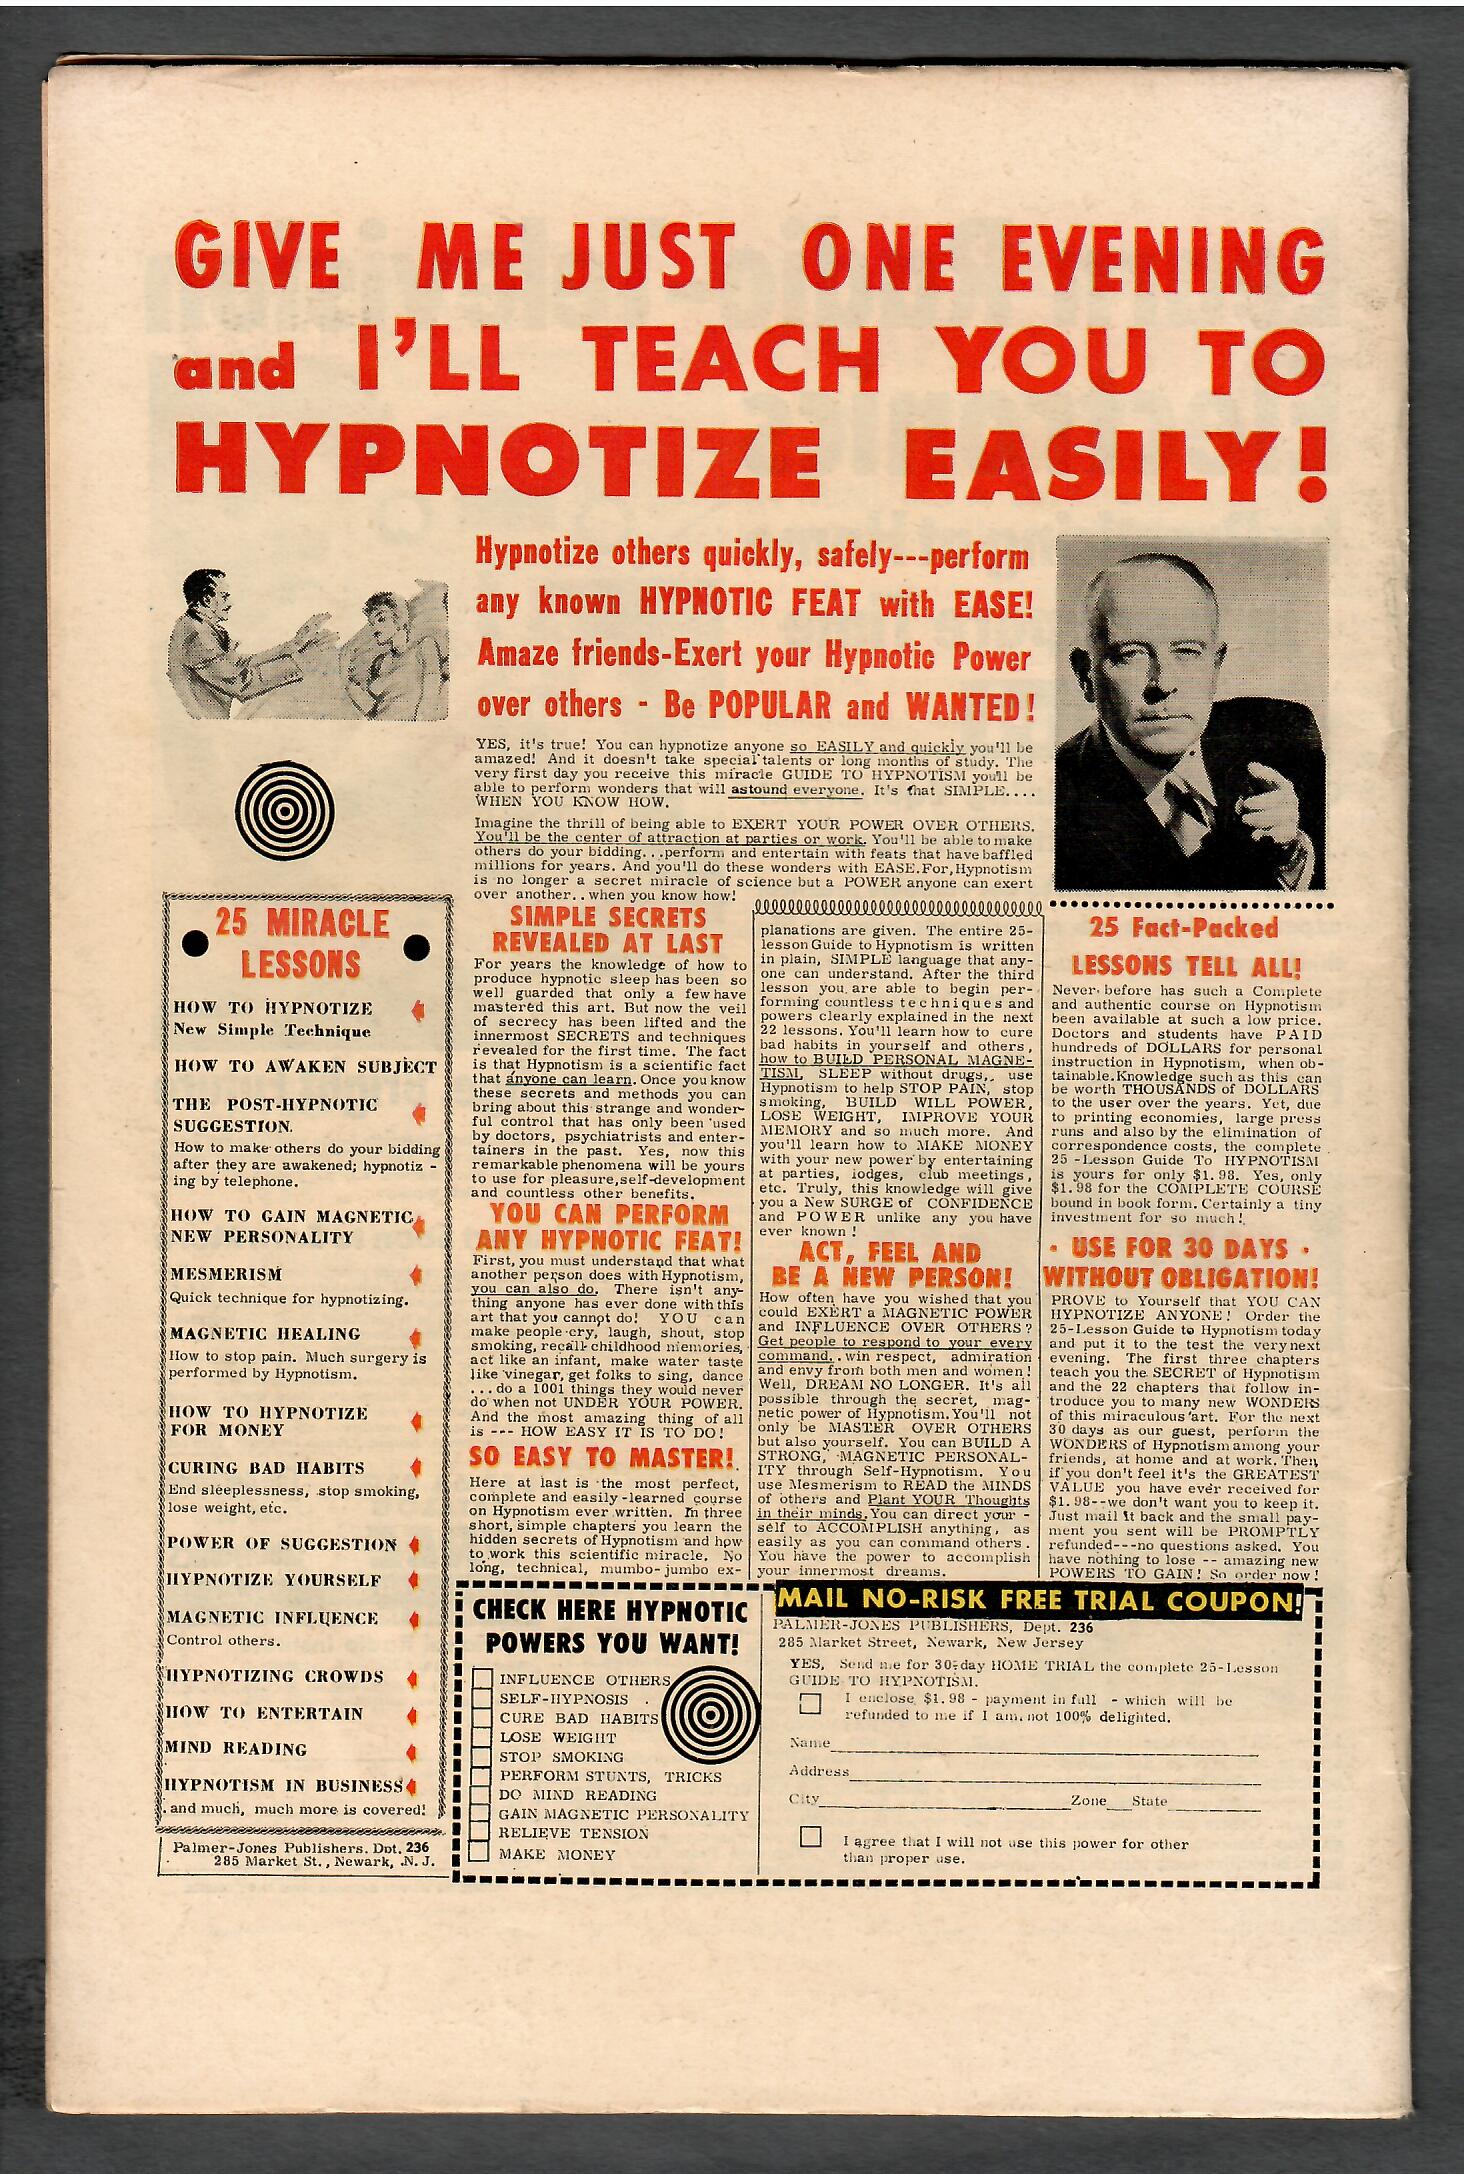 GIVE ME JUST ONE EVENING
and I'LL TEACH YOU TO
HYPNOTIZE EASILY!
Hypnotize others quickly, safely---perform
any known HYPNOTIC FEAT with EASE!
Amaze friends-Exert your Hypnotic Power
over others - Be POPULAR and WANTED!
YES, it's true! You can hypnotize anyone so EASILY and quickly you'll be
amazed! And it doesn't take special talents or long months of study. The
very first day you receive this miracle GUIDE TO HYPNOTISM you'll be
able to perform wonders that will astound everyone. It's that SIMPLE....
WHEN YOU KNOW HOW.
Imagine the thrill of being able to EXERT YOUR POWER OVER OTHERS.
You'll be the center of attraction at parties or work. You'll be able to make
others do your bidding...perform and entertain with feats that have baffled
millions for years. And you'll do these wonders with EASE.For,Hypnotism
is no longer a secret miracle of science but a POWER anyone can exert
over another..when you know how!
25 MIRACLE
LESSONS
HOW TO HYPNOTIZE
New Simple Technique
HOW TO AWAKEN SUBJECT
THE POST-HYPNOTIC
SUGGESTION.
How to make others do your bidding
after they are awakened; hypnotiz -
ing by telephone.
HOW TO GAIN MAGNETIC
NEW PERSONALITY
MESMERISM
Quick technique for hypnotizing.
MAGNETIC HEALING
How to stop pain. Much surgery is
performed by Hypnotism.
HOW TO HYPNOTIZE
FOR MONEY
CURING BAD HABITS
End sleeplessness, stop smoking,
lose weight, etc.
POWER OF SUGGESTION
HYPNOTIZE YOURSELF
MAGNETIC INFLUENCE
Control others.
HYPNOTIZING CROWDS
HOW TO ENTERTAIN
MIND READING
HYPNOTISM IN BUSINESS
. and much, much more is covered!
Palmer-Jones Publishers. Dpt. 236
285 Market St., Newark, .N. J.
SIMPLE SECRETS
REVEALED AT LAST
For years the knowledge of how to
produce hypnotic sleep has been so
well guarded that only a few have
mastered this art. But now the veil
of secrecy has been lifted and the
innermost SECRETS and techniques
revealed for the first time. The fact
is that Hypnotism is a scientific fact
that anyone can learn. Once you know
these secrets and methods you can
bring about this strange and wonder-
ful control that has only been used
by doctors, psychiatrists and enter-
tainers in the past. Yes, now this
remarkable phenomena will be yours
to use for pleasure,self-development
and countless other benefits.
YOU CAN PERFORM
ANY HYPNOTIC FEAT!
First, you must understand that what
another person does with Hypnotism,
you can also do. There isn't any-
thing anyone has ever done with this
art that you cannot do! YOU can
make people cry, laugh, shout, stop
smoking, recall childhood memories,
act like an infant, make water taste
like vinegar, get folks to sing, dance
...do a 1001 things they would never
do when not UNDER YOUR POWER.
And the most amazing thing of all
is --- HOW EASY IT IS TO DO!
SO EASY TO MASTER!
Here at last is the most perfect,
complete and easily-learned course
on Hypnotism ever written. In three
short, simple chapters you learn the
hidden secrets of Hypnotism and how
to work this scientific miracle. No
long, technical, mumbo-jumbo ex-
planations are given. The entire 25-
lesson Guide to Hypnotism is written
in plain, SIMPLE language that any-
one can understand. After the third
lesson you are able to begin per-
forming countless techniques and
powers clearly explained in the next
22 lessons. You'll learn how to cure
bad habits in yourself and others,
how to BUILD PERSONAL MAGNE-
TISM, SLEEP without drugs,. use
Hypnotism to help STOP PAIN, stop
smoking, BUILD WILL POWER,
LOSE WEIGHT, IMPROVE YOUR
MEMORY and so much more. And
you'll learn how to MAKE MONEY
with your new power by entertaining
at parties, lodges, club meetings,
etc. Truly, this knowledge will give
you a New SURGE of CONFIDENCE
and POWER unlike any you have
ever known !
ACT, FEEL AND
BE A NEW PERSON!
How often have you wished that you
could EXERT a MAGNETIC POWER
and INFLUENCE OVER OTHERS?
Get people to respond to your every
command.. win respect, admiration
and envy from both men and women!
Well, DREAM NO LONGER. It's all
possible through the secret, mag-
netic power of Hypnotism.You'll not
only be MASTER OVER OTHERS
but also yourself. You can BUILD A
STRONG, MAGNETIC PERSONAL-
ITY through Self-Hypnotism. You
use Mesmerism to READ the MINDS
of others and Plant YOUR Thoughts
in their minds. You can direct your -
self to ACCOMPLISH anything, as
easily as you can command others.
You have the power to accomplish
your innermost dreams.
25 Fact-Packed
LESSONS TELL ALL!
Never before has such a Complete
and authentic course on Hypnotism
been available at such a low price.
Doctors and students have PAID
hundreds of DOLLARS for personal
instruction in Hypnotism, when ob-
tainable.Knowledge such as this can
be worth THOUSANDS of DOLLARS
to the user over the years. Yet, due
to printing economies, large press
runs and also by the elimination of
correspondence costs, the complete
25 -Lesson Guide To HYPNOTISM
is yours for only $1.98. Yes, only
$1.98 for the COMPLETE COURSE
bound in book form. Certainly a tiny
investment for so much!
· USE FOR 30 DAYS ·
WITHOUT OBLIGATION!
PROVE to Yourself that YOU CAN
HYPNOTIZE ANYONE! Order the
25-Lesson Guide to Hypnotism today
and put it to the test the very next
evening. The first three chapters
teach you the SECRET of Hypnotism
and the 22 chapters that follow in-
troduce you to many new WONDERS
of this miraculous art. For the next
30 days as our guest, perform the
WONDERS of Hypnotism among your
friends, at home and at work. Then,
if you don't feel it's the GREATEST
VALUE you have ever received for
$1.98--we don't want you to keep it.
Just mail it back and the small pay-
ment you sent will be PROMPTLY
refunded---no questions asked. You
have nothing to lose -- amazing new
POWERS TO GAIN! So order now!
CHECK HERE HYPNOTIC
POWERS YOU WANT!
INFLUENCE OTHERS
SELF-HYPNOSIS .
CURE BAD HABITS
LOSE WEIGHT
STOP SMOKING
PERFORM STUNTS, TRICKS
DO MIND READING
GAIN MAGNETIC PERSONALITY
RELIEVE TENSION
MAKE MONEY
MAIL NO-RISK FREE TRIAL COUPON!
PALMER-JONES PUBLISHERS, Dept. 236
285 Market Street, Newark, New Jersey
YES, Send me for 30-day HOME TRIAL the complete 25-Lesson
GUIDE TO HYPNOTISM.
I enclose $1.98 - payment in full - which will be
refunded to me if I am not 100% delighted.
Name
Address
City Zone State
I agree that I will not use this power for other
than proper use.